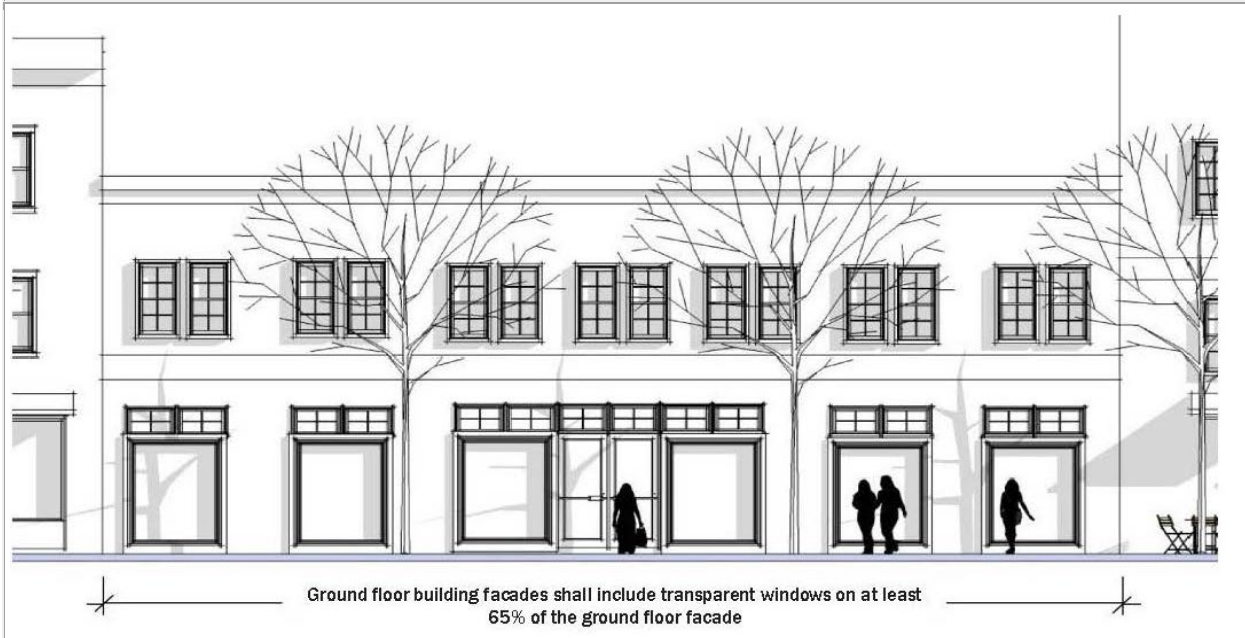 Ground floor building facades shall include transparent windows on at least
65% of the ground floor facade